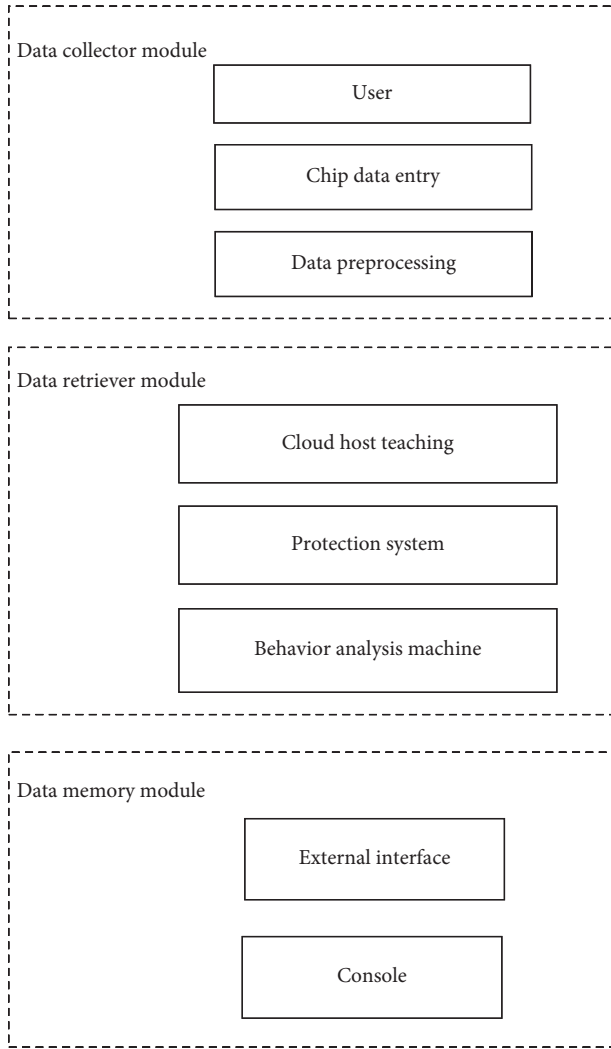 Data collector module
User
Chip data entry
Data preprocessing
Data retriever module
Cloud host teaching
Protection system
Behavior analysis machine
Data memory module
External interface
Console